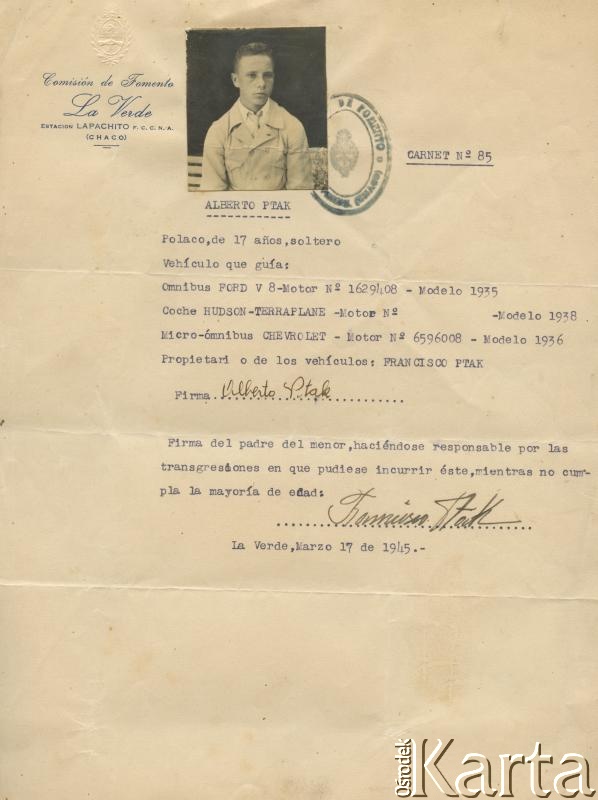 Comisión de Fomento
La Verde
ESTACION LAPACHITO F. C. C. N. A.
(CHACO)
DE FOMENTO
(CHACO)
CARNET Nº 85
ALBERTO PTAK
Polaco, de 17 años, soltero
Vehículo que guía:
Omnibus FORD V 8-Motor Nº 1629408 - Modelo 1935
Coche HUDSON-TERRAPLANE -Motor Nº -Modelo 1938
Micro-ómnibus CHEVROLET - Motor Nº 6596008 - Modelo 1936
Propietari o de los vehículos: FRANCISCO PTAK
Firma. Alberto Ptak
Firma del padre del menor, haciéndose responsable por las
transgresiones en que pudiese incurrir éste, mientras no cum-
pla la mayoría de edad:
Francisco Ptak
La Verde, Marzo 17 de 1945.-
Ośrodek Karta